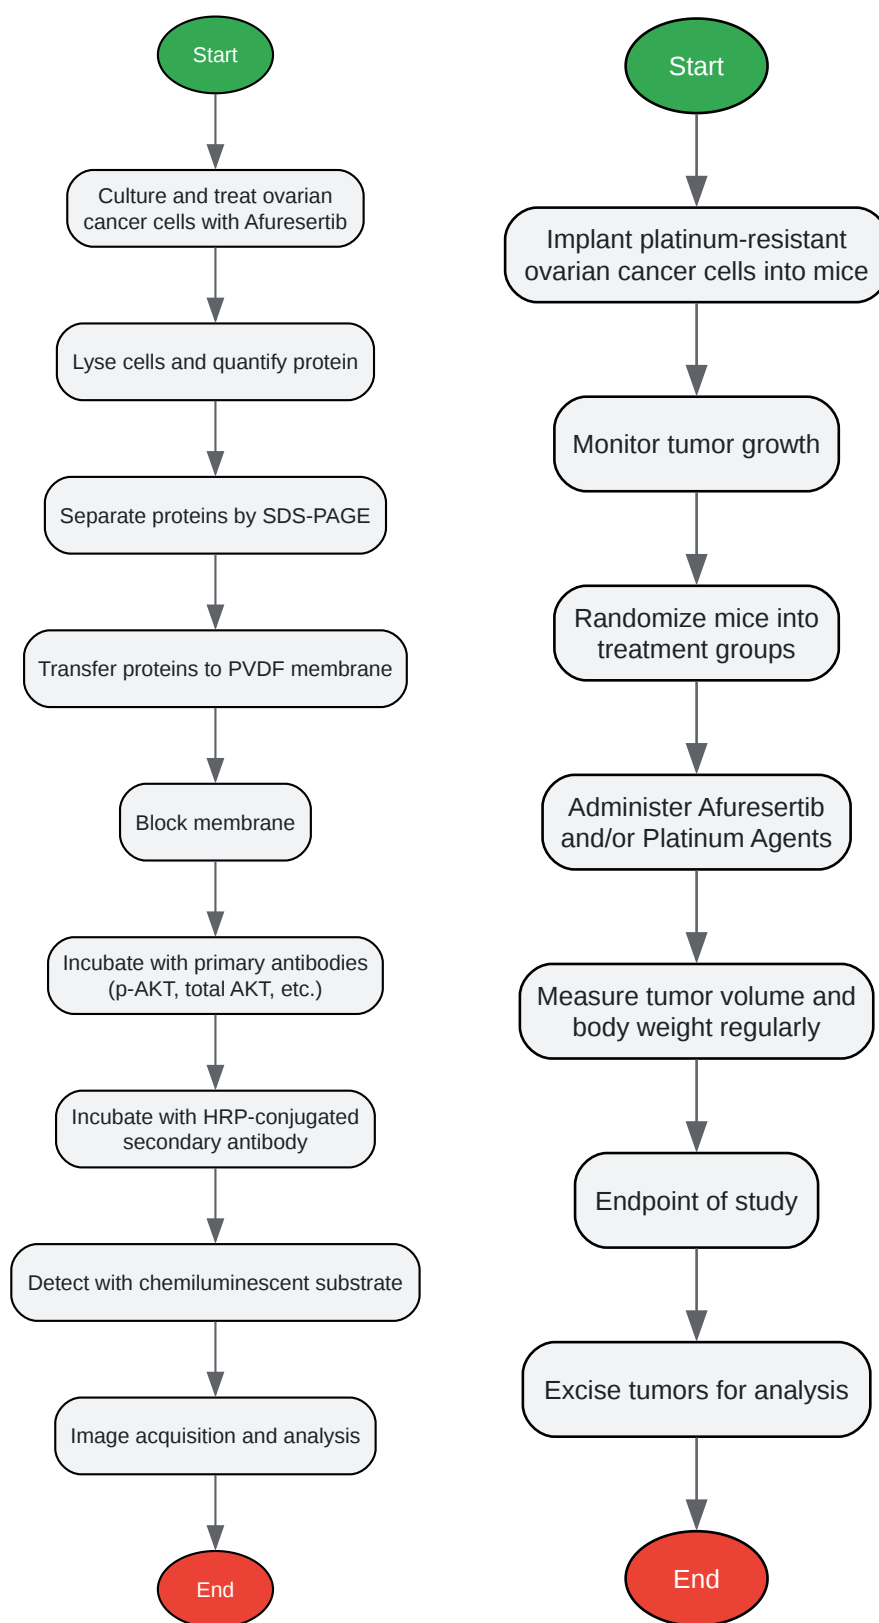 Start
Culture and treat ovarian
cancer cells with Afuresertib
Lyse cells and quantify protein
Separate proteins by SDS-PAGE
Transfer proteins to PVDF membrane
Block membrane
Incubate with primary antibodies
(p-AKT, total AKT, etc.)
Incubate with HRP-conjugated
secondary antibody
Detect with chemiluminescent substrate
Image acquisition and analysis
End
Start
Implant platinum-resistant
ovarian cancer cells into mice
Monitor tumor growth
Randomize mice into
treatment groups
Administer Afuresertib
and/or Platinum Agents
Measure tumor volume and
body weight regularly
Endpoint of study
Excise tumors for analysis
End